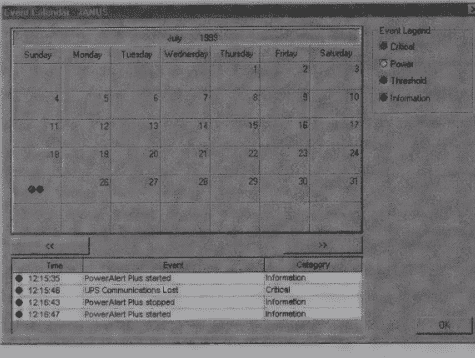 Event Calendar - JANUS
July 1999
Sunday Monday Tuesday Wednesday Thursday Friday Saturday
1 2 3
4 5 6 7 8 9 10
11 12 13 14 15 16 17
18 19 20 21 22 23 24
26 27 28 29 30 31
<< >>
Time Event Category
12:15:35 PowerAlert Plus started Information
12:15:46 UPS Communications Lost Critical
12:16:43 PowerAlert Plus stopped Information
12:16:47 PowerAlert Plus started Information
Event Legend
Critical
Power
Threshold
Information
OK